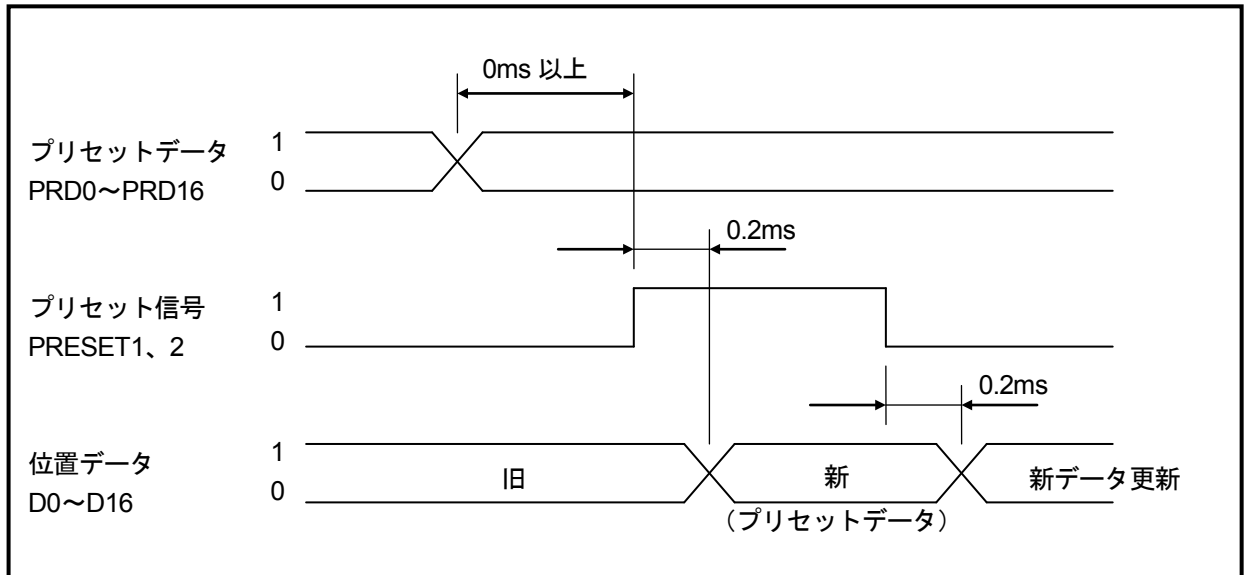 0ms 以上
プリセットデータ
PRD0～PRD16
1
0
0.2ms
プリセット信号
PRESET1、2
1
0
0.2ms
位置データ
D0～D16
1
0
旧
新
新データ更新
（プリセットデータ）